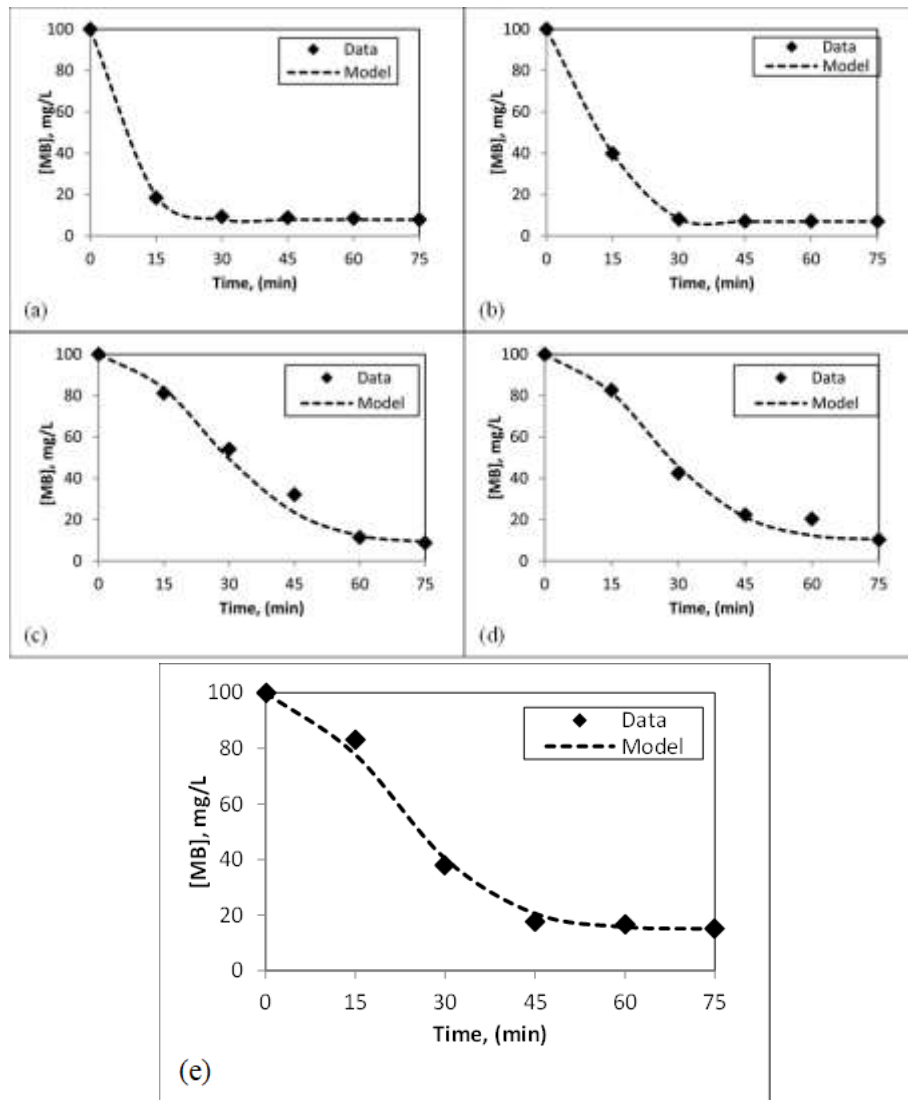 100
80
60
40
20
0
[MB], mg/L
Data
Model
0 15 30 45 60 75
Time, (min)
(a)
100
80
60
40
20
0
[MB], mg/L
Data
Model
0 15 30 45 60 75
Time, (min)
(b)
100
80
60
40
20
0
[MB], mg/L
Data
Model
0 15 30 45 60 75
Time, (min)
(c)
100
80
60
40
20
0
[MB], mg/L
Data
Model
0 15 30 45 60 75
Time, (min)
(d)
100
80
60
40
20
0
[MB], mg/L
Data
Model
0 15 30 45 60 75
Time, (min)
(e)